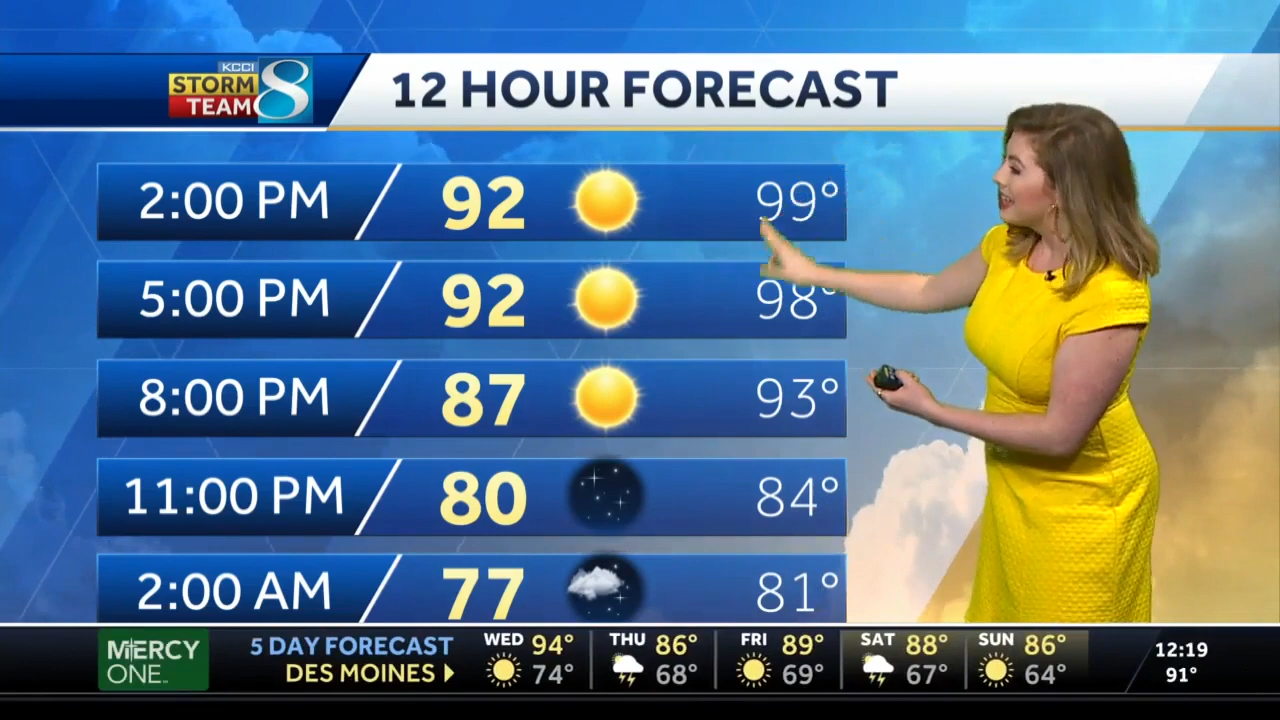 KCCI
STORM
TEAM 8
12 HOUR FORECAST
2:00 PM 92 99°
5:00 PM 92 98°
8:00 PM 87 93°
11:00 PM 80 84°
2:00 AM 77 81°
MERCY
ONE
5 DAY FORECAST
DES MOINES
WED 94°
74°
THU 86°
68°
FRI 89°
69°
SAT 88°
67°
SUN 86°
64°
12:19
91°